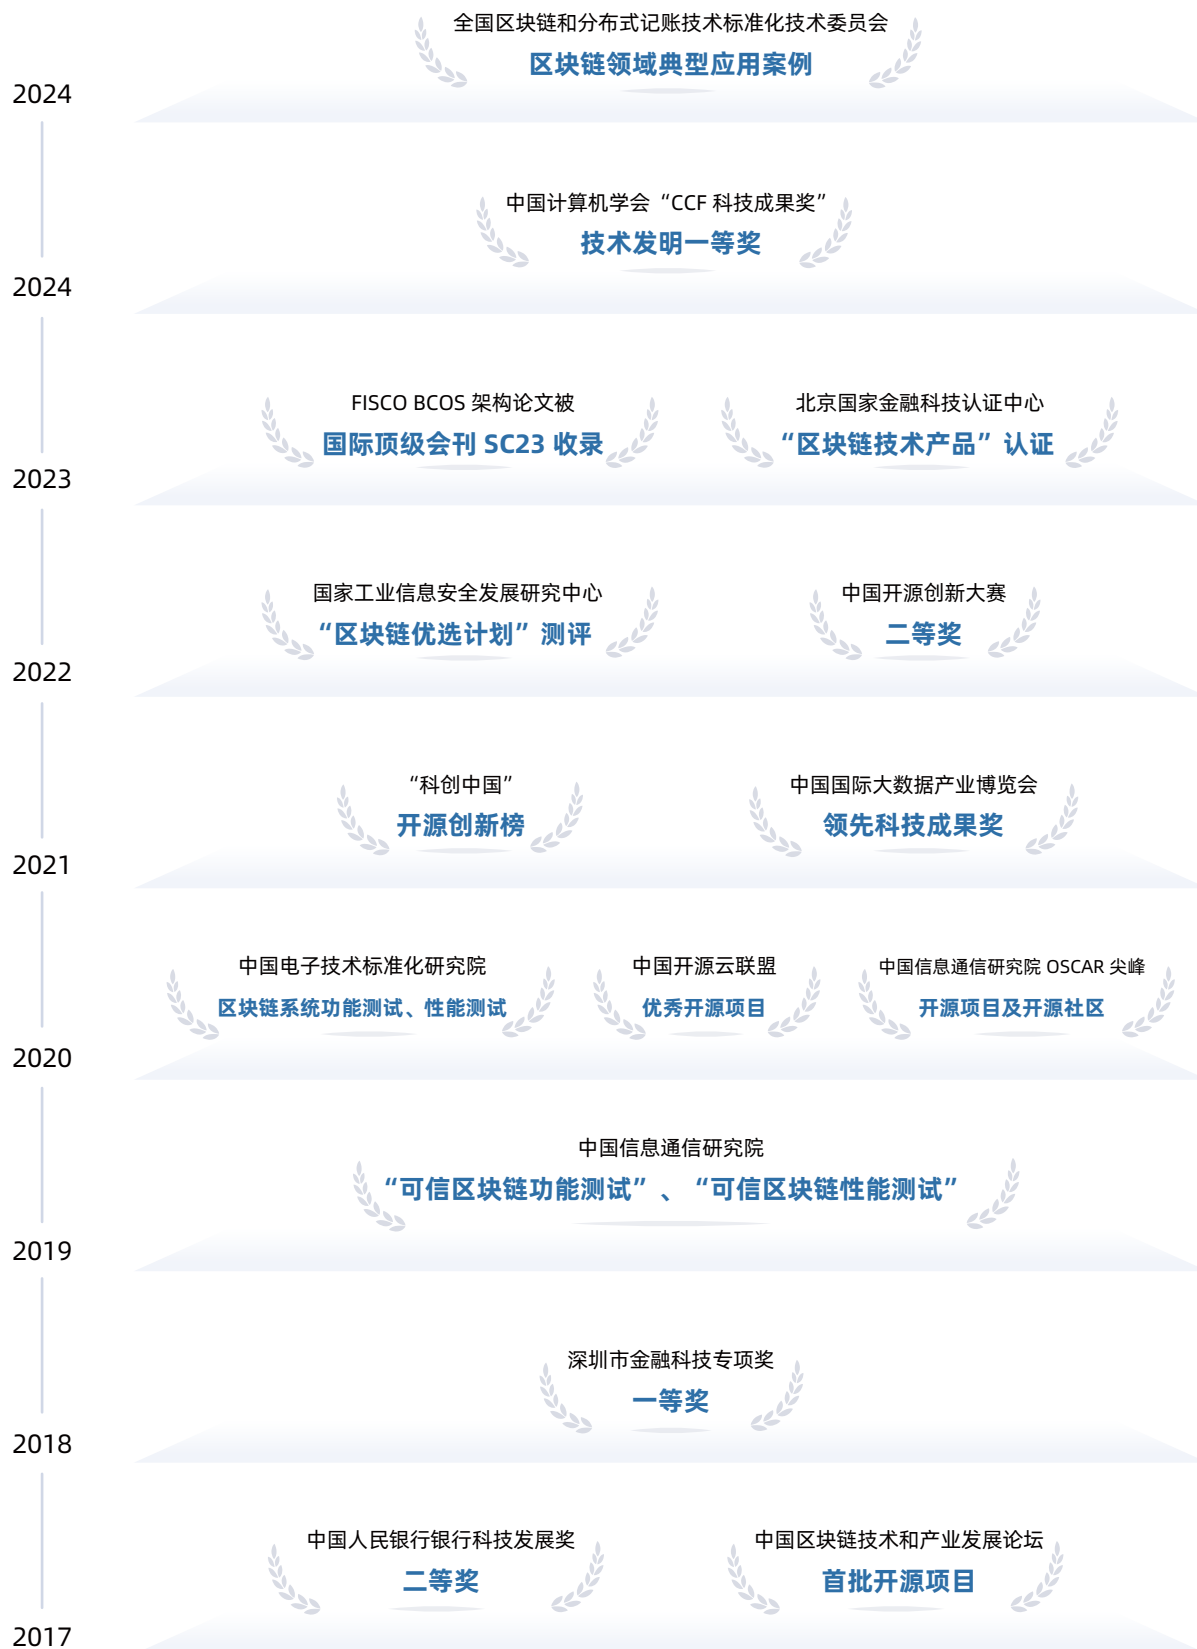 全国区块链和分布式记账技术标准化技术委员会
区块链领域典型应用案例
2024
中国计算机学会“CCF 科技成果奖”
技术发明一等奖
2024
FISCO BCOS 架构论文被
国际顶级会刊 SC23 收录
北京国家金融科技认证中心
“区块链技术产品”认证
2023
国家工业信息安全发展研究中心
“区块链优选计划”测评
中国开源创新大赛
二等奖
2022
“科创中国”
开源创新榜
中国国际大数据产业博览会
领先科技成果奖
2021
中国电子技术标准化研究院
区块链系统功能测试、性能测试
中国开源云联盟
优秀开源项目
中国信息通信研究院 OSCAR 尖峰
开源项目及开源社区
2020
中国信息通信研究院
“可信区块链功能测试”、“可信区块链性能测试”
2019
深圳市金融科技专项奖
一等奖
2018
中国人民银行银行科技发展奖
二等奖
中国区块链技术和产业发展论坛
首批开源项目
2017